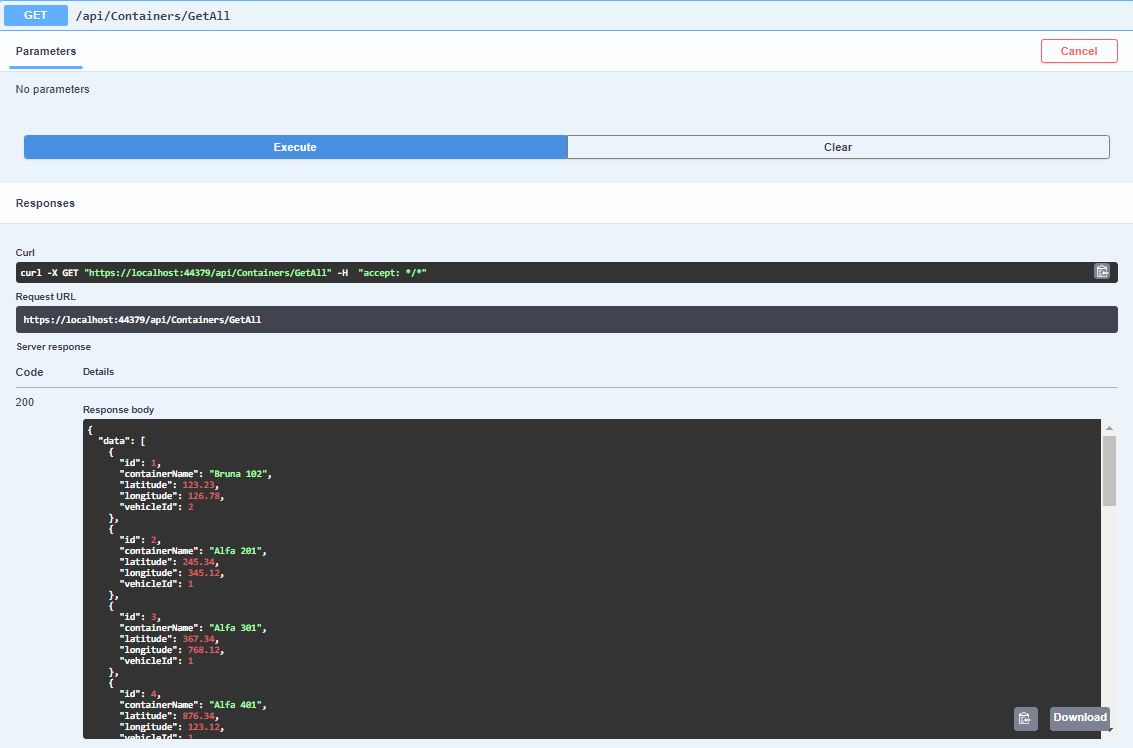 GET /api/Containers/GetAll
Parameters
Cancel
No parameters
Execute
Clear
Responses
Curl
curl -X GET "https://localhost:44379/api/Containers/GetAll" -H  "accept: */*"
Request URL
https://localhost:44379/api/Containers/GetAll
Server response
Code Details
200
Response body
{
  "data": [
    {
      "id": 1,
      "containerName": "Bruna 102",
      "latitude": 123.23,
      "longitude": 126.78,
      "vehicleId": 2
    },
    {
      "id": 2,
      "containerName": "Alfa 201",
      "latitude": 245.34,
      "longitude": 345.12,
      "vehicleId": 1
    },
    {
      "id": 3,
      "containerName": "Alfa 301",
      "latitude": 367.34,
      "longitude": 768.12,
      "vehicleId": 1
    },
    {
      "id": 4,
      "containerName": "Alfa 401",
      "latitude": 876.34,
      "longitude": 123.12,
      "vehicleId": 1
Download